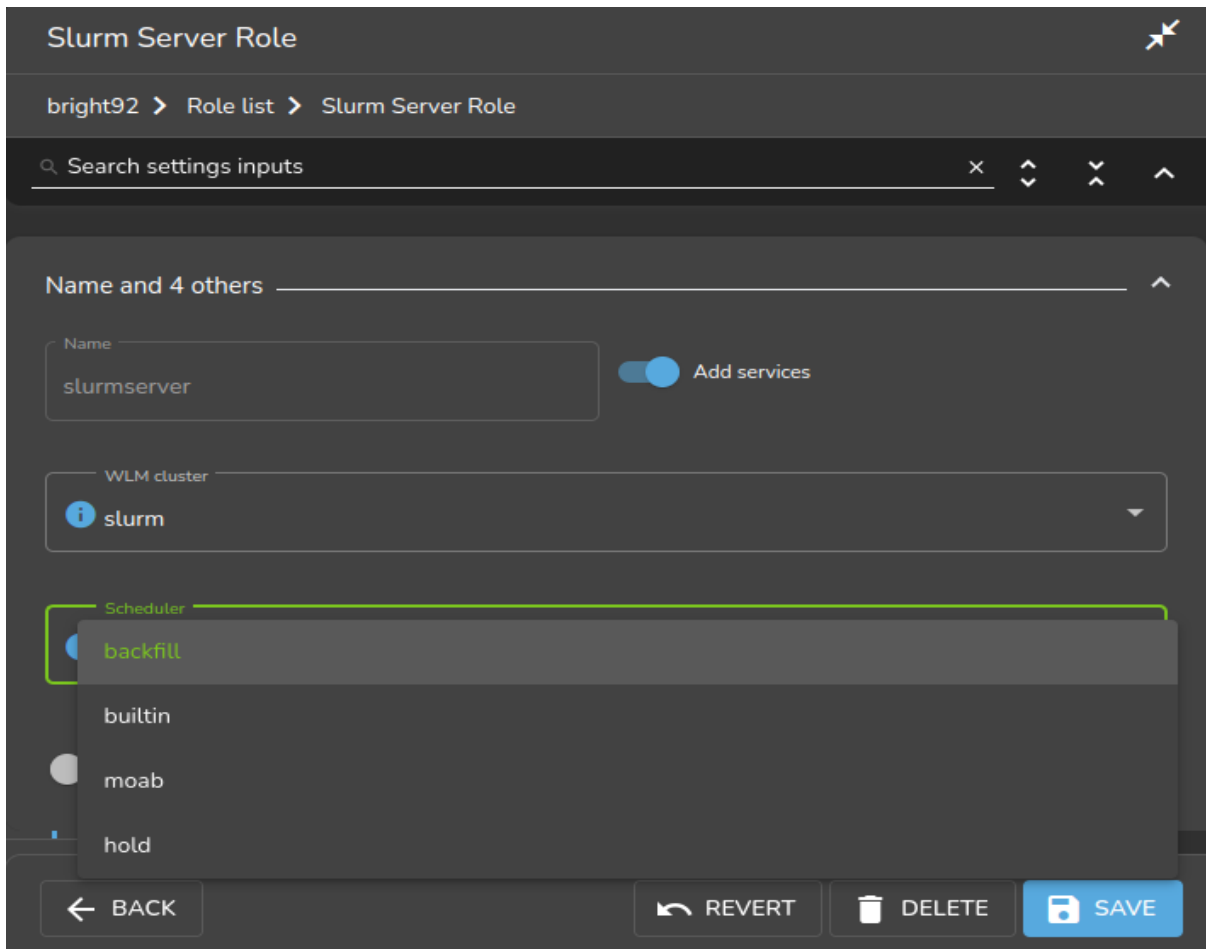 Slurm Server Role
bright92 > Role list > Slurm Server Role
Search settings inputs
Name and 4 others
Name
slurmserver
Add services
WLM cluster
slurm
Scheduler
backfill
builtin
moab
hold
BACK
REVERT
DELETE
SAVE